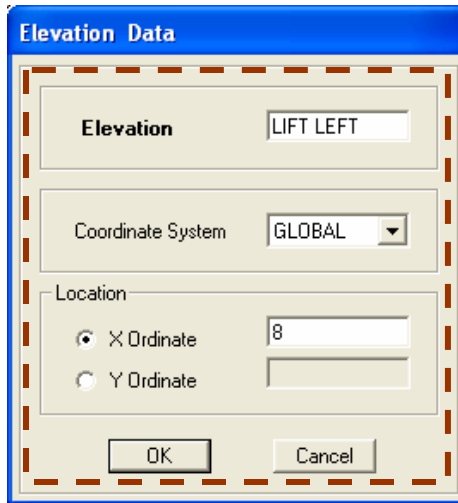 Elevation Data
Elevation LIFT LEFT
Coordinate System GLOBAL
Location
X Ordinate 8
Y Ordinate
OK Cancel